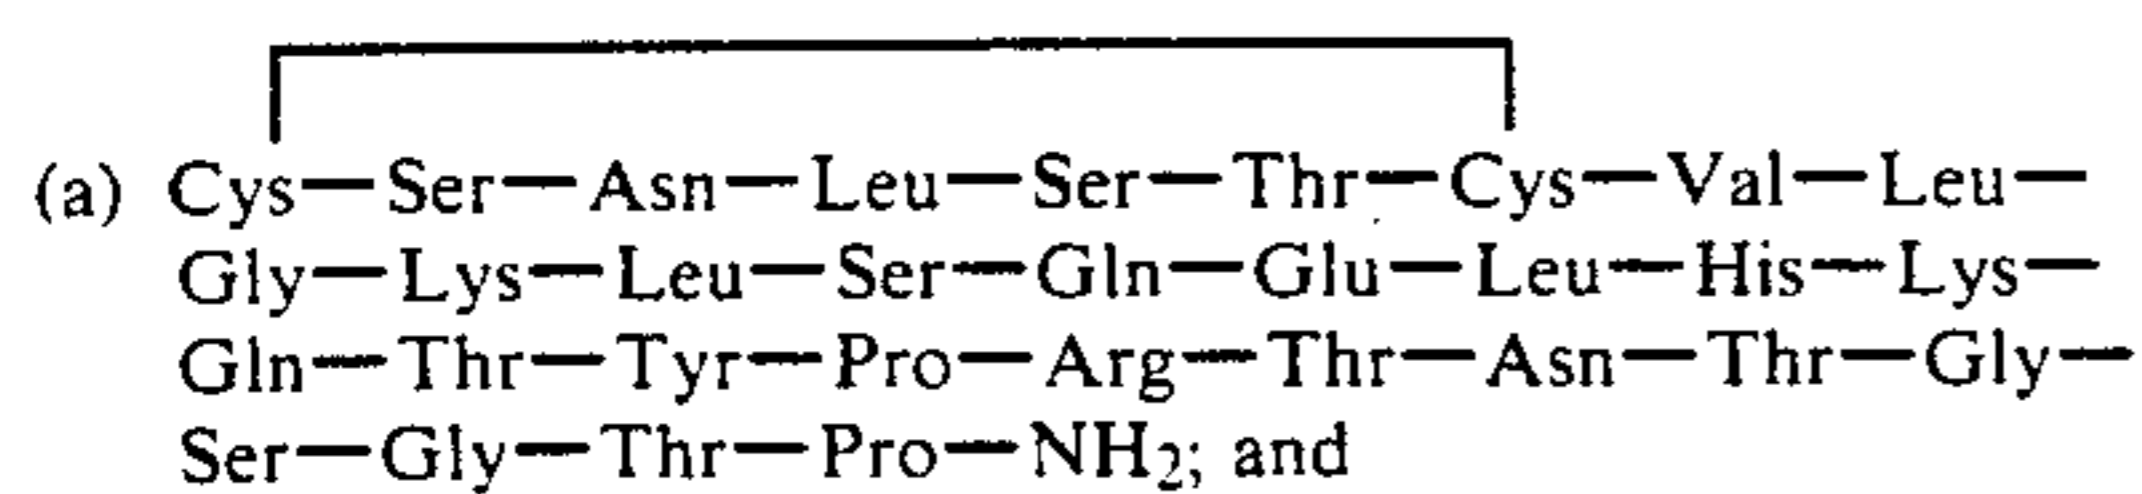 (a) Cys—Ser—Asn—Leu—Ser—Thr—Cys—Val—Leu—
Gly—Lys—Leu—Ser—Gln—Glu—Leu—His—Lys—
Gln—Thr—Tyr—Pro—Arg—Thr—Asn—Thr—Gly—
Ser—Gly—Thr—Pro—NH₂; and